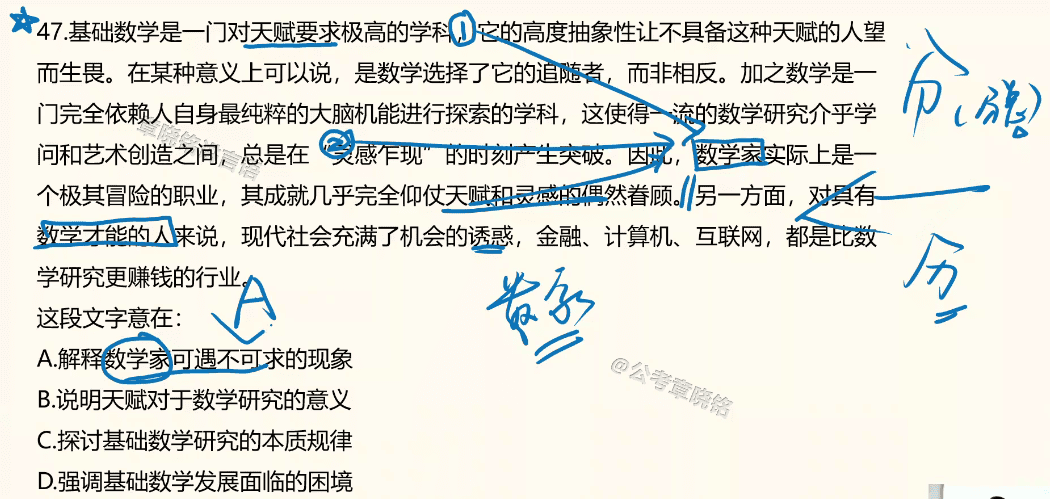 47.基础数学是一门对天赋要求极高的学科,①它的高度抽象性让不具备这种天赋的人望
而生畏。在某种意义上可以说，是数学选择了它的追随者，而非相反。加之数学是一
门完全依赖人自身最纯粹的大脑机能进行探索的学科，这使得一流的数学研究介乎学
问和艺术创造之间，总是在②“灵感乍现”的时刻产生突破。因此，数学家实际上是一
个极其冒险的职业，其成就几乎完全仰仗天赋和灵感的偶然眷顾。另一方面，对具有
数学才能的人来说，现代社会充满了机会的诱惑，金融、计算机、互联网，都是比数
学研究更赚钱的行业。
这段文字意在：
A
A.解释数学家可遇不可求的现象
B.说明天赋对于数学研究的意义
C.探讨基础数学研究的本质规律
D.强调基础数学发展面临的困境
章晓铭讲言语
@公考章晓铭